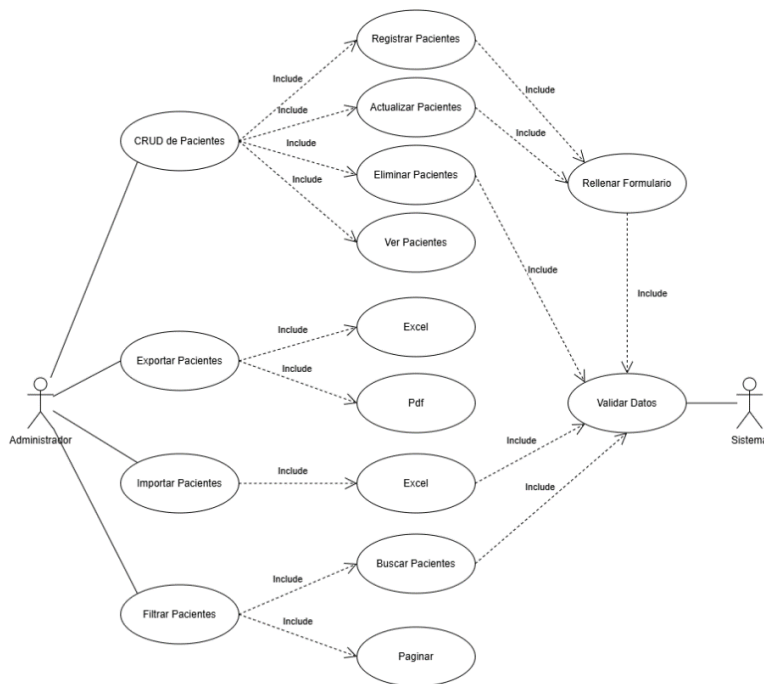 Registrar Pacientes
Include
Include
Actualizar Pacientes
Include
Include
CRUD de Pacientes
Include
Eliminar Pacientes
Rellenar Formulario
Include
Ver Pacientes
Include
Include
Excel
Include
Exportar Pacientes
Include
Pdf
Validar Datos
Administrador
Sistema
Include
Include
Importar Pacientes
Excel
Include
Buscar Pacientes
Include
Filtrar Pacientes
Include
Paginar